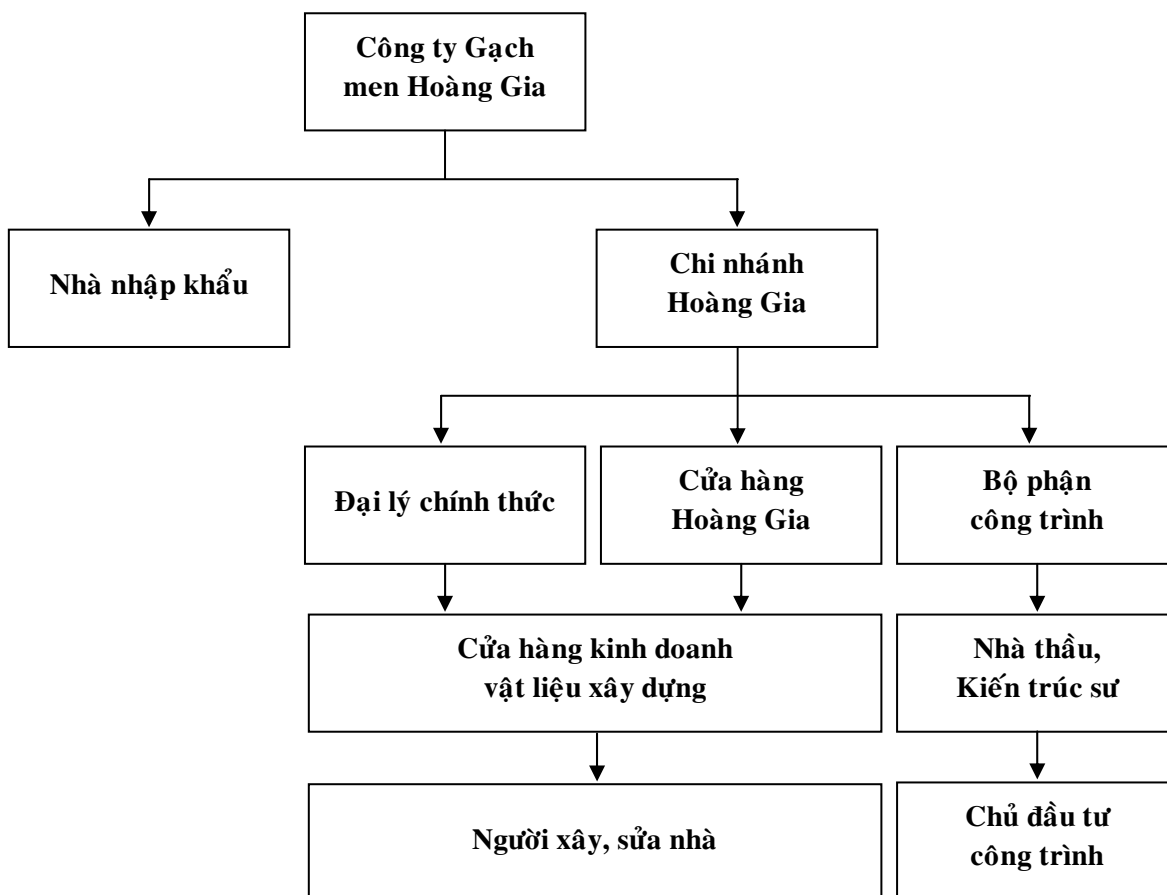 Công ty Gạch
men Hoàng Gia
Nhà nhập khẩu
Chi nhánh
Hoàng Gia
Đại lý chính thức
Cửa hàng
Hoàng Gia
Bộ phận
công trình
Cửa hàng kinh doanh
vật liệu xây dựng
Nhà thầu,
Kiến trúc sư
Người xây, sửa nhà
Chủ đầu tư
công trình